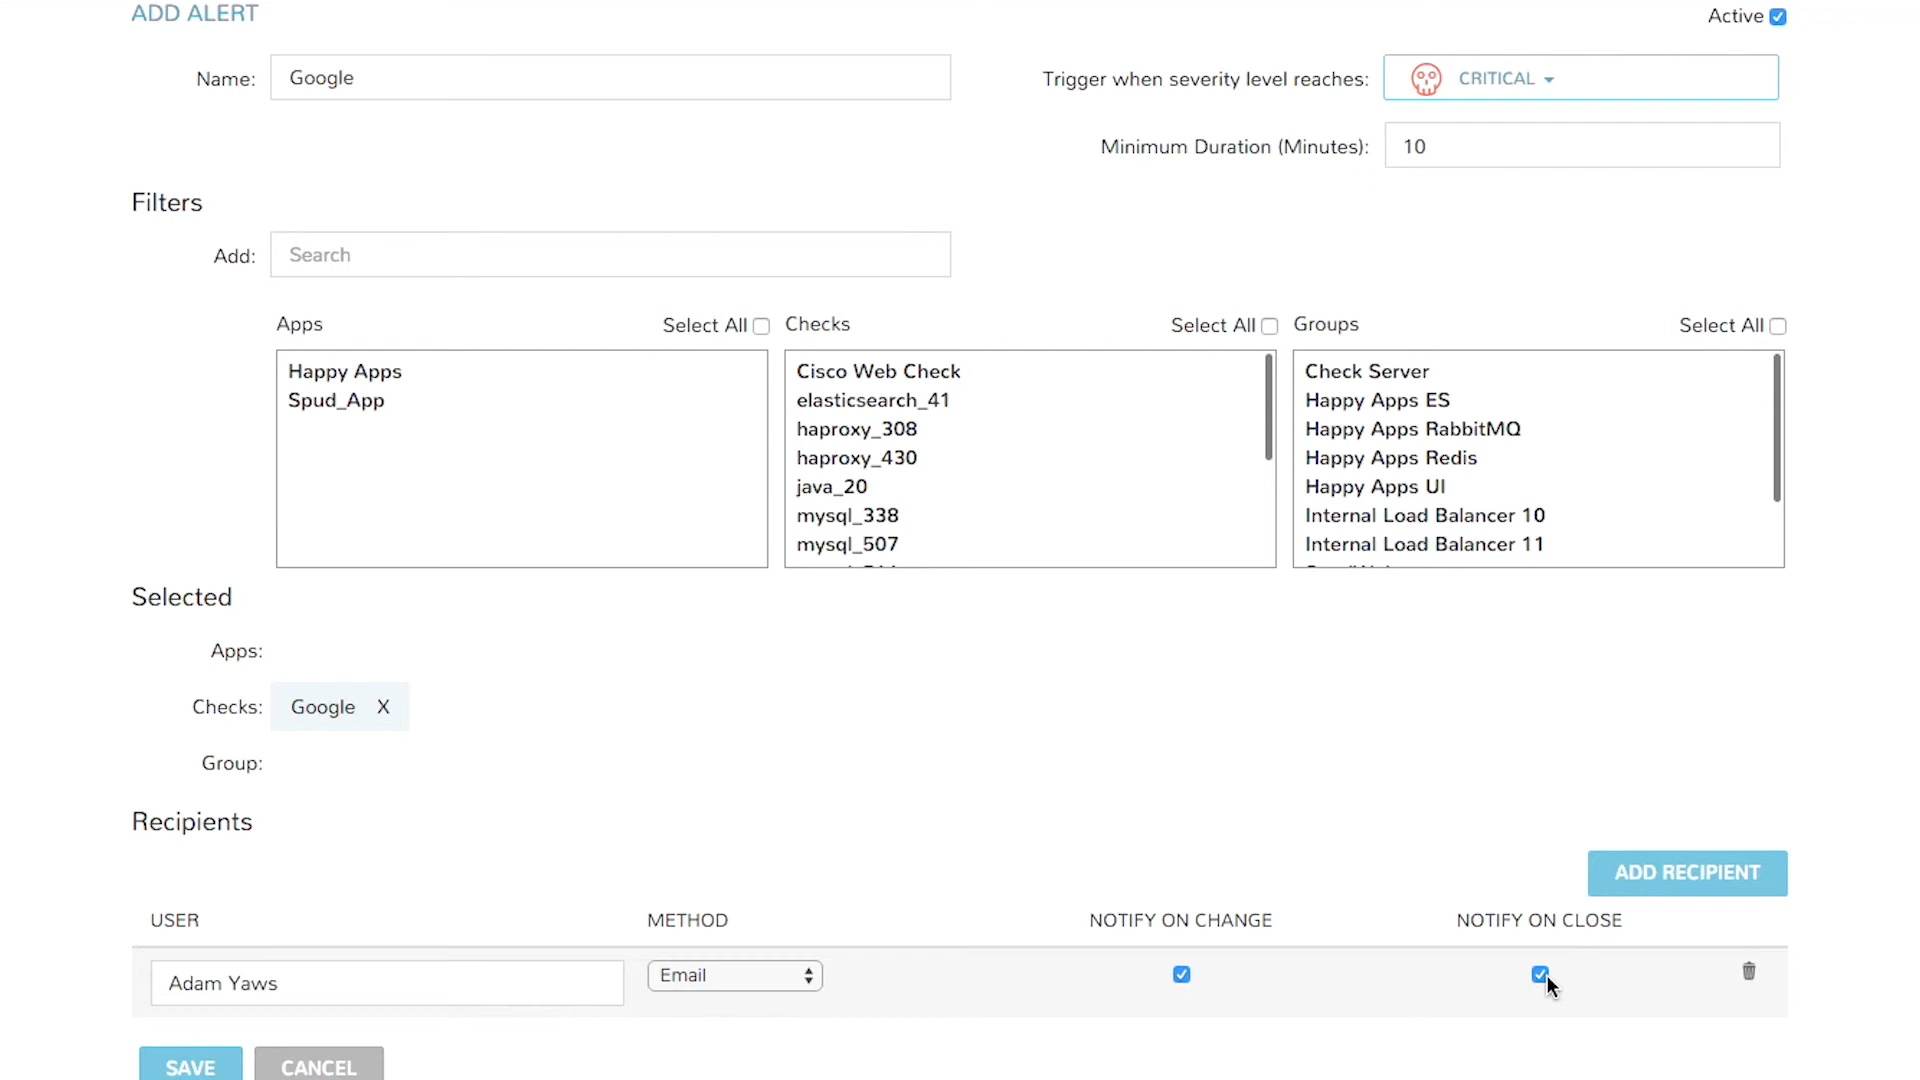 ADD ALERT
Active
Name: Google
Trigger when severity level reaches: CRITICAL
Minimum Duration (Minutes): 10
Filters
Add: Search
Apps Select All
Happy Apps
Spud_App
Checks Select All
Cisco Web Check
elasticsearch_41
haproxy_308
haproxy_430
java_20
mysql_338
mysql_507
Groups Select All
Check Server
Happy Apps ES
Happy Apps RabbitMQ
Happy Apps Redis
Happy Apps UI
Internal Load Balancer 10
Internal Load Balancer 11
Selected
Apps:
Checks: Google X
Group:
Recipients
ADD RECIPIENT
USER METHOD NOTIFY ON CHANGE NOTIFY ON CLOSE
Adam Yaws Email
SAVE CANCEL